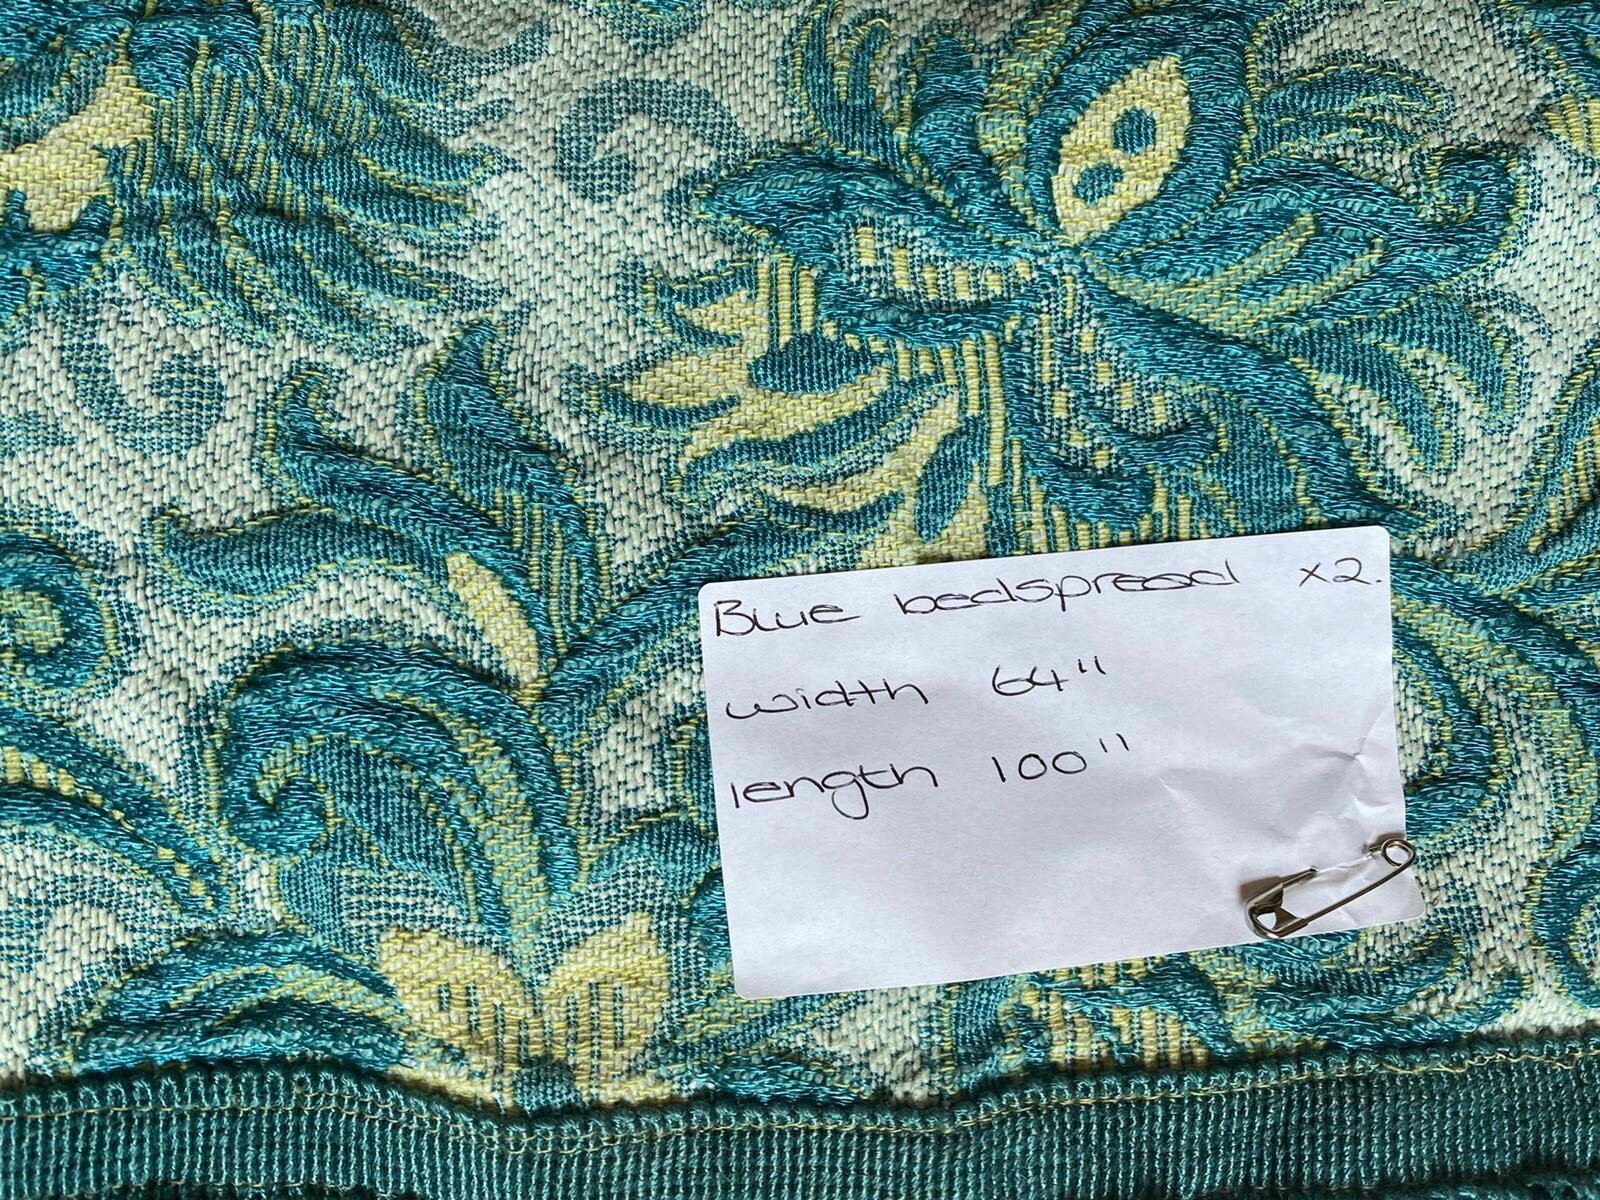 Blue bedspread x2.
width 64"
length 100"